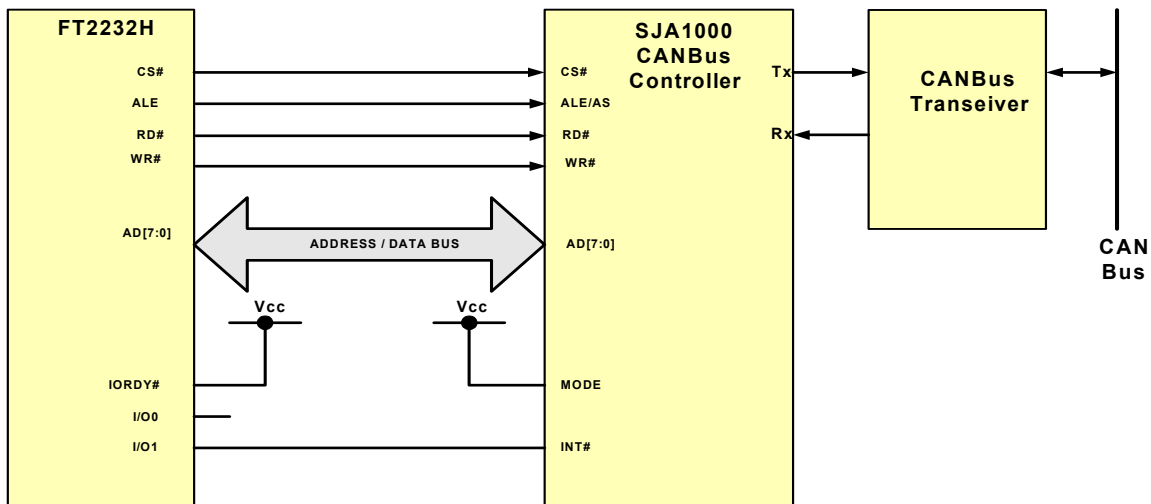 FT2232H
CS#
ALE
RD#
WR#
AD[7:0]
IORDY#
I/O0
I/O1
ADDRESS / DATA BUS
Vcc
Vcc
SJA1000
CANBus
Controller
CS#
ALE/AS
RD#
WR#
AD[7:0]
MODE
INT#
Tx
Rx
CANBus
Transeiver
CAN
Bus